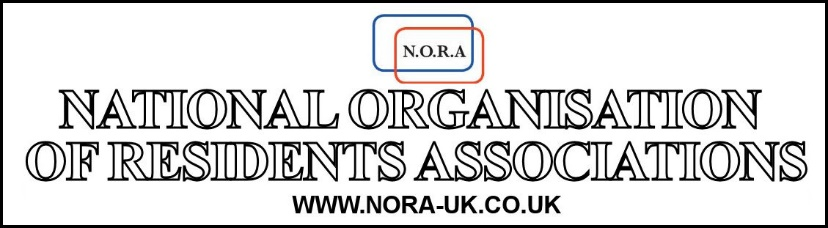 N.O.R.A
NATIONAL ORGANISATION
OF RESIDENTS ASSOCIATIONS
WWW.NORA-UK.CO.UK